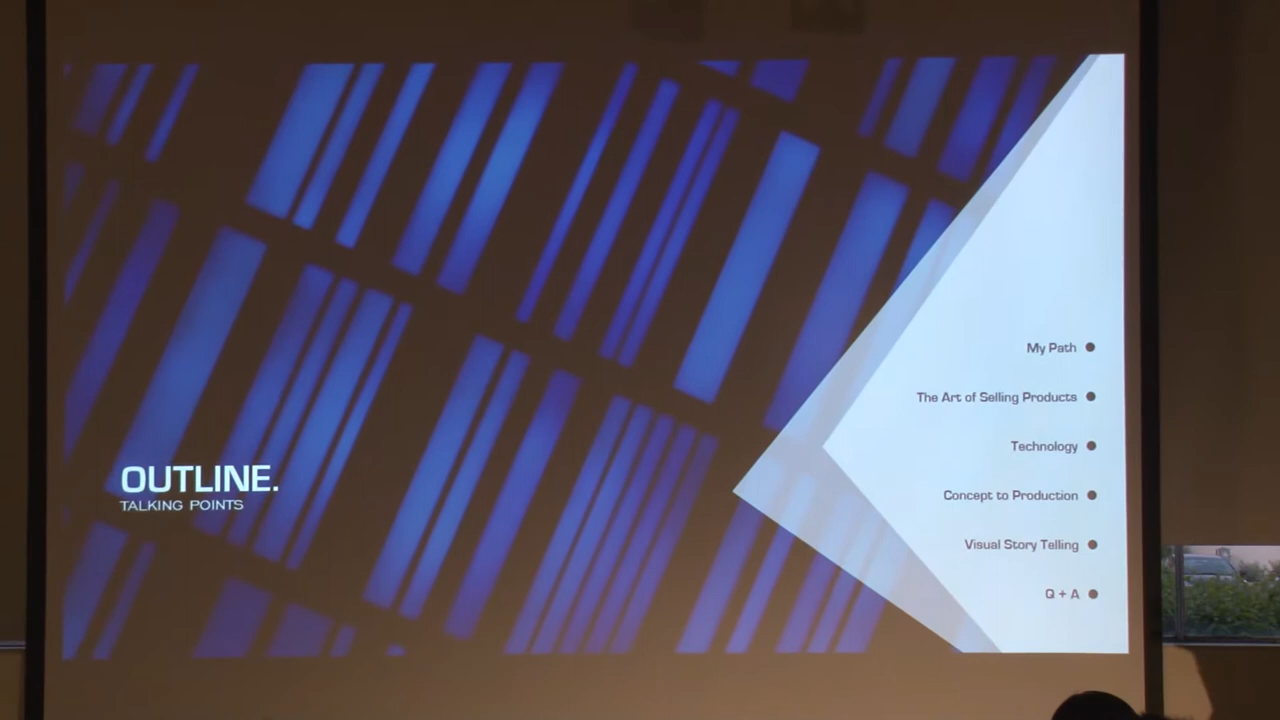 OUTLINE.
TALKING POINTS
My Path
The Art of Selling Products
Technology
Concept to Production
Visual Story Telling
Q + A